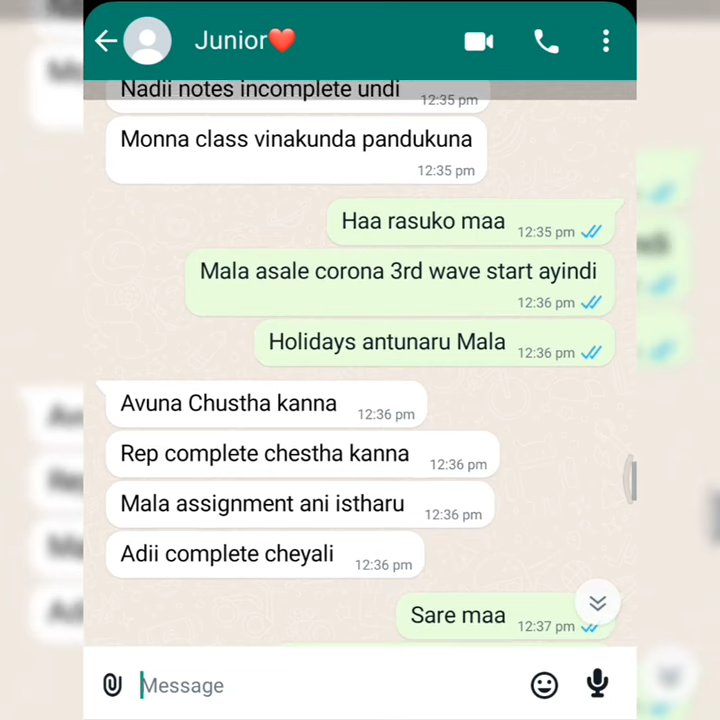 Junior❤️
Nadii notes incomplete undi
12:35 pm
Monna class vinakunda pandukuna
12:35 pm
Haa rasuko maa 12:35 pm
Mala asale corona 3rd wave start ayindi
12:36 pm
Holidays antunaru Mala 12:36 pm
Avuna Chustha kanna 12:36 pm
Rep complete chestha kanna 12:36 pm
Mala assignment ani istharu 12:36 pm
Adii complete cheyali 12:36 pm
Sare maa 12:37 pm
Message